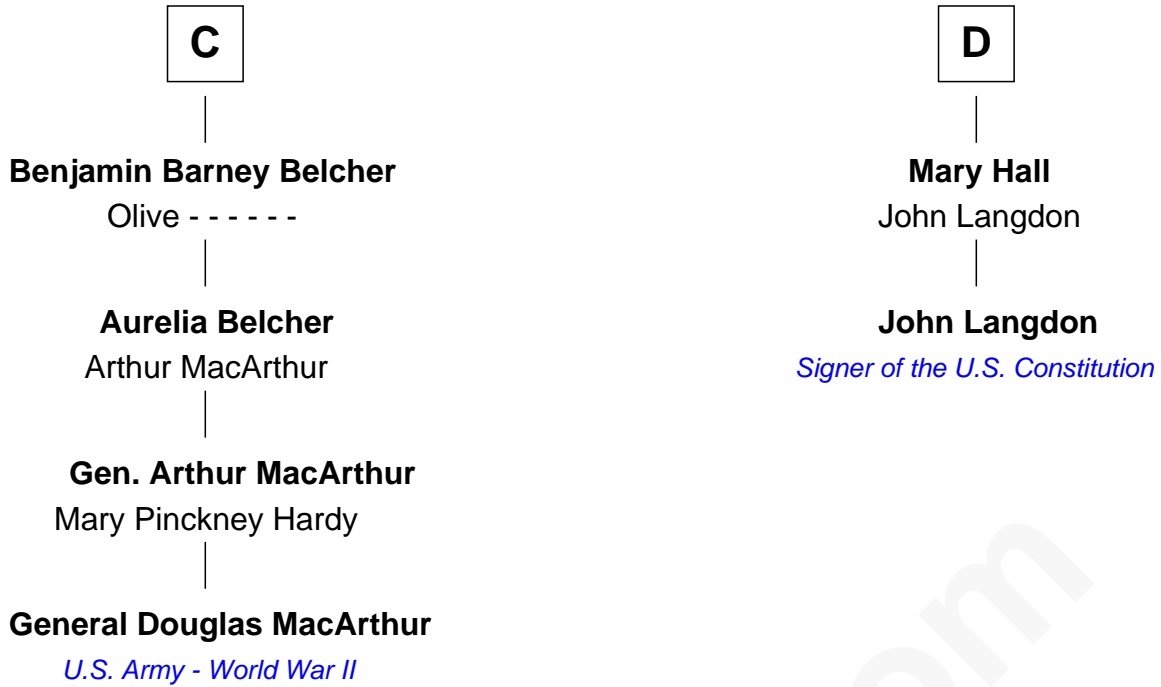 C
Benjamin Barney Belcher
Olive - - - - - -
Aurelia Belcher
Arthur MacArthur
Gen. Arthur MacArthur
Mary Pinckney Hardy
General Douglas MacArthur
U.S. Army - World War II
D
Mary Hall
John Langdon
John Langdon
Signer of the U.S. Constitution
om